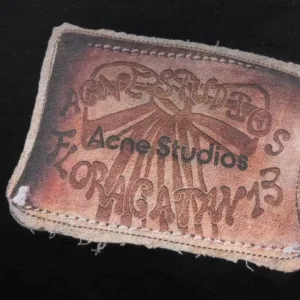 ACNE STUDIOS
Acne Studios
FLORAGATAN 13